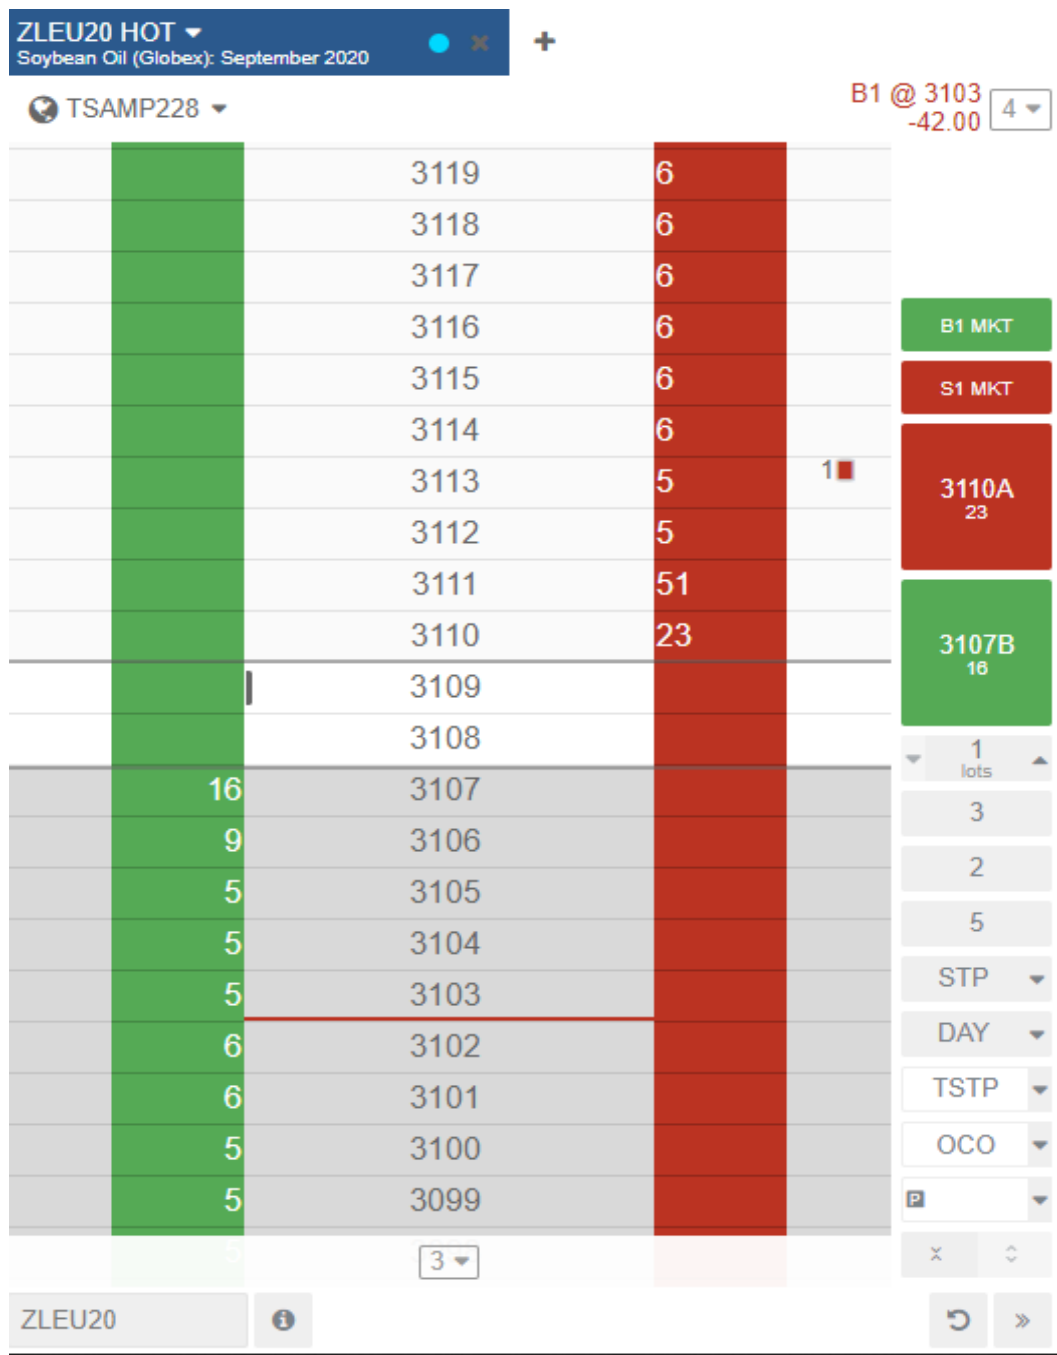 ZLEU20 HOT
Soybean Oil (Globex): September 2020
TSAMP228
B1 @ 3103
-42.00
4
3119 6
3118 6
3117 6
3116 6
3115 6
3114 6
3113 5 1
3112 5
3111 51
3110 23
3109
3108
16 3107
9 3106
5 3105
5 3104
5 3103
6 3102
6 3101
5 3100
5 3099
5
3
B1 MKT
S1 MKT
3110A
23
3107B
16
1
lots
3
2
5
STP
DAY
TSTP
OCO
P
ZLEU20